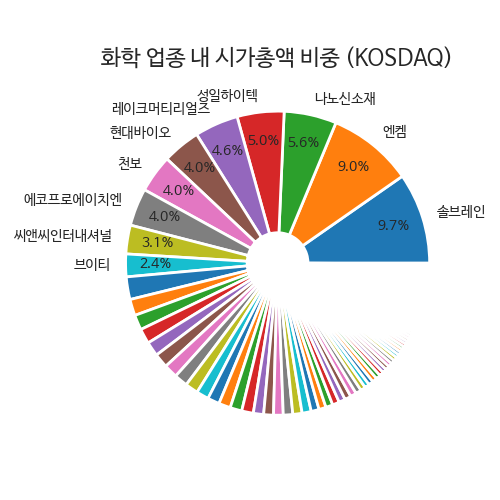 화학 업종 내 시가총액 비중 (KOSDAQ)
성일하이텍
나노신소재
레이크머티리얼즈
현대바이오
엔켐
천보
에코프로에이치엔
솔브레인
씨앤씨인터내셔널
브이티
5.0%
5.6%
4.6%
9.0%
4.0%
4.0%
4.0%
9.7%
3.1%
2.4%